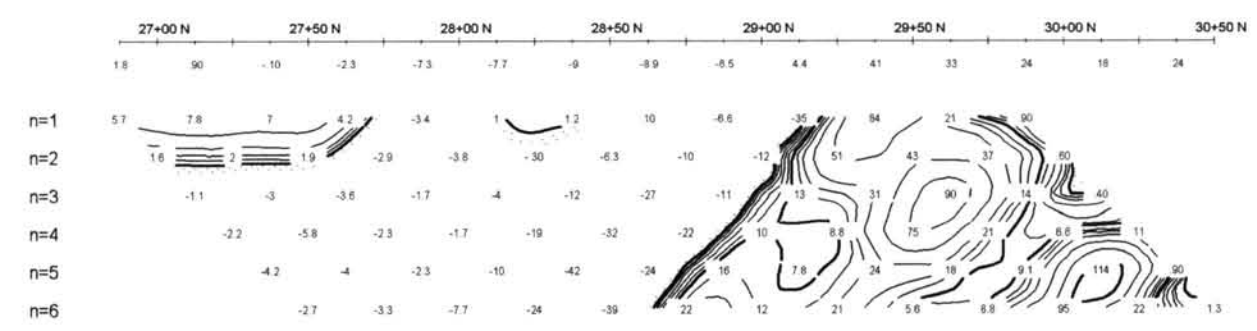 27+00 N 27+50 N 28+00 N 28+50 N 29+00 N 29+50 N 30+00 N 30+50 N
1.8 .90 -.10 -2.3 -7.3 -7.7 -9 -8.9 -6.5 4.4 41 33 24 18 24
n=1 5.7 7.8 7 4.2 -3.4 1 1.2 10 -6.6 -35 84 21 .90
n=2 1.6 2 1.9 -2.9 -3.8 -.30 -6.3 -10 -12 51 43 37 .60
n=3 -1.1 -3 -3.6 -1.7 -4 -12 -27 -11 13 31 90 14 .40
n=4 -2.2 -5.8 -2.3 -1.7 -19 -32 -22 10 8.8 75 21 6.6 11
n=5 -4.2 -4 -2.3 -10 -42 -24 16 7.8 24 18 9.1 114 .90
n=6 -2.7 -3.3 -7.7 -24 -39 22 12 21 5.6 6.8 95 22 1.3